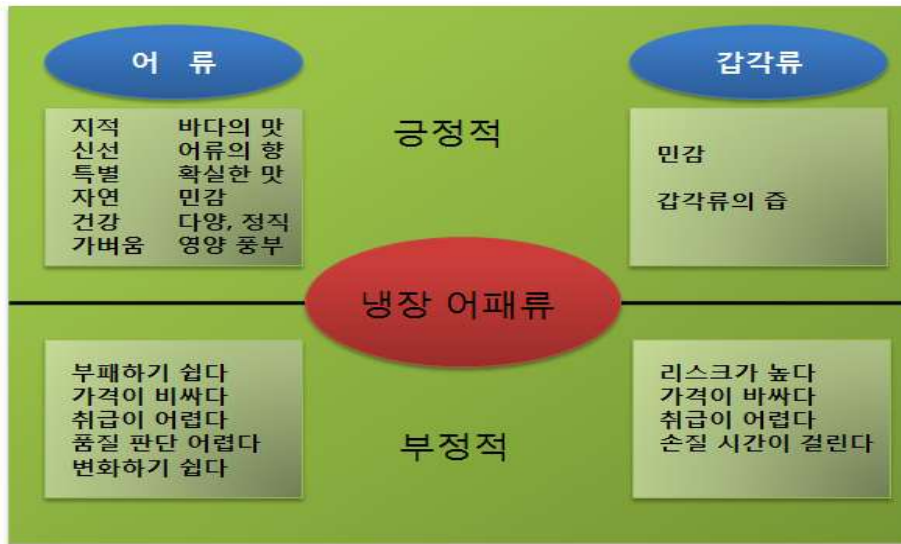 어 류
갑각류
긍정적
지적 바다의 맛
신선 어류의 향
특별 확실한 맛
자연 민감
건강 다양, 정직
가벼움 영양 풍부
민감
갑각류의 즙
냉장 어패류
부정적
부패하기 쉽다
가격이 비싸다
취급이 어렵다
품질 판단 어렵다
변화하기 쉽다
리스크가 높다
가격이 바싸다
취급이 어렵다
손질 시간이 걸린다